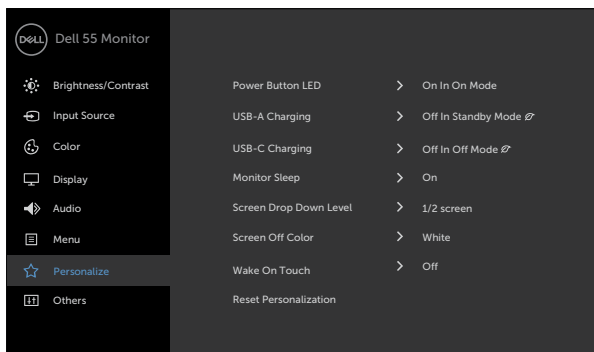 DELL Dell 55 Monitor
Brightness/Contrast
Input Source
Color
Display
Audio
Menu
Personalize
Others
Power Button LED > On In On Mode
USB-A Charging > Off In Standby Mode
USB-C Charging > Off In Off Mode
Monitor Sleep > On
Screen Drop Down Level > 1/2 screen
Screen Off Color > White
Wake On Touch > Off
Reset Personalization